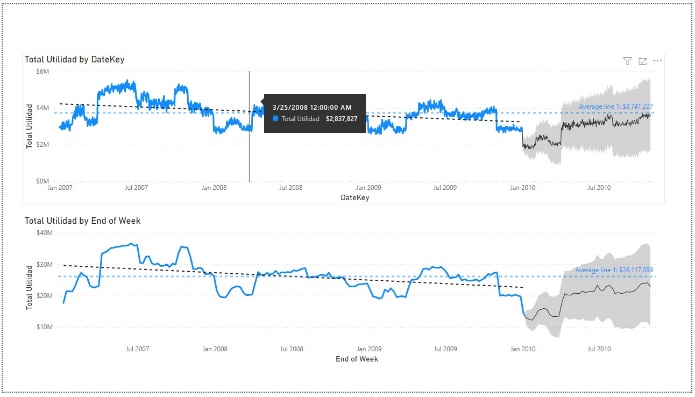 Total Utilidad by DateKey
$6M
3/25/2008 12:00:00 AM
Total Utilidad $2,837,827
Average line 1: $3,741,227
$4M
$2M
$0M
Total Utilidad
Jan 2007 Jul 2007 Jan 2008 Jul 2008 Jan 2009 Jul 2009 Jan 2010 Jul 2010
DateKey
Total Utilidad by End of Week
$40M
$30M
Average line 1: $26,117,099
$20M
$10M
Total Utilidad
Jul 2007 Jan 2008 Jul 2008 Jan 2009 Jul 2009 Jan 2010 Jul 2010
End of Week